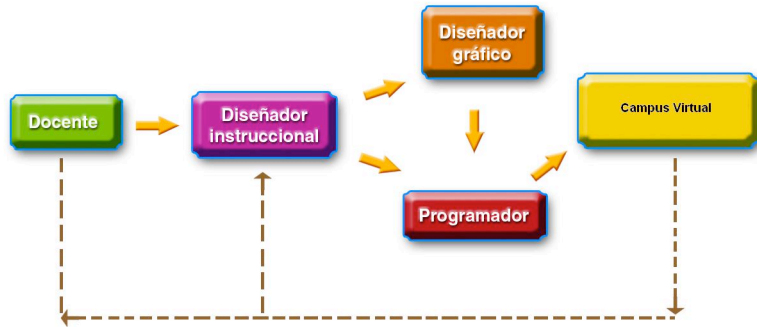 Docente
Diseñador
instruccional
Diseñador
gráfico
Programador
Campus Virtual